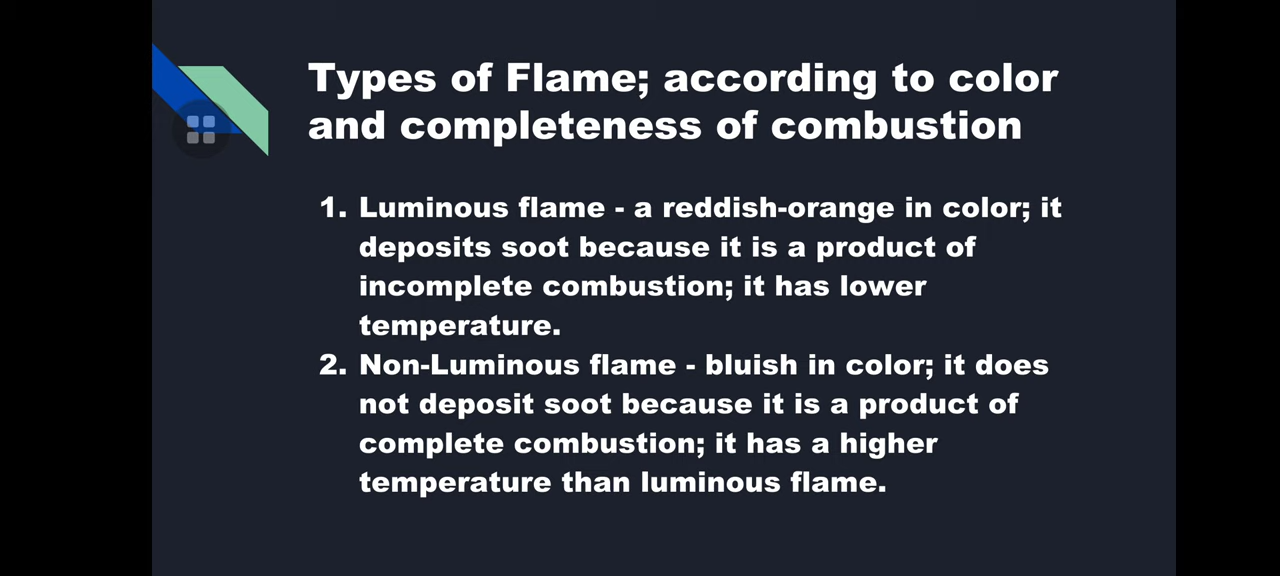 Types of Flame; according to color
and completeness of combustion
1. Luminous flame - a reddish-orange in color; it
deposits soot because it is a product of
incomplete combustion; it has lower
temperature.
2. Non-Luminous flame - bluish in color; it does
not deposit soot because it is a product of
complete combustion; it has a higher
temperature than luminous flame.